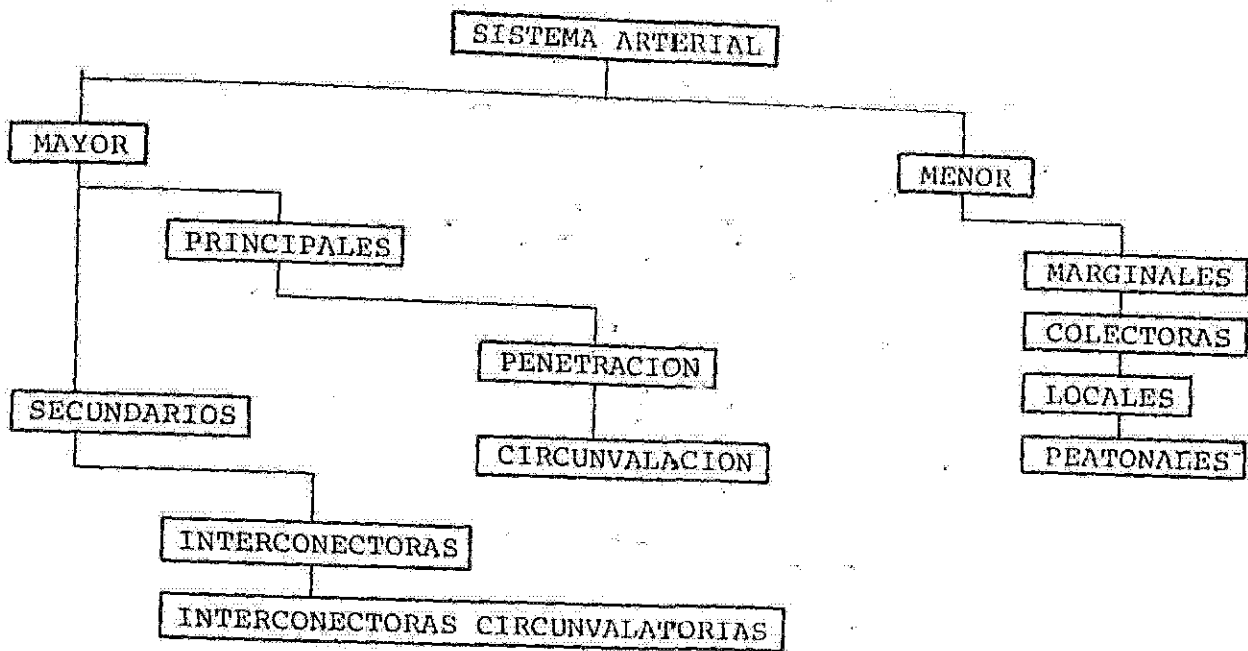 SISTEMA ARTERIAL
MAYOR
MENOR
PRINCIPALES
MARGINALES
COLECTORAS
PENETRACION
LOCALES
SECUNDARIOS
CIRCUNVALACION
PEATONALES
INTERCONECTORAS
INTERCONECTORAS CIRCUNVALATORIAS